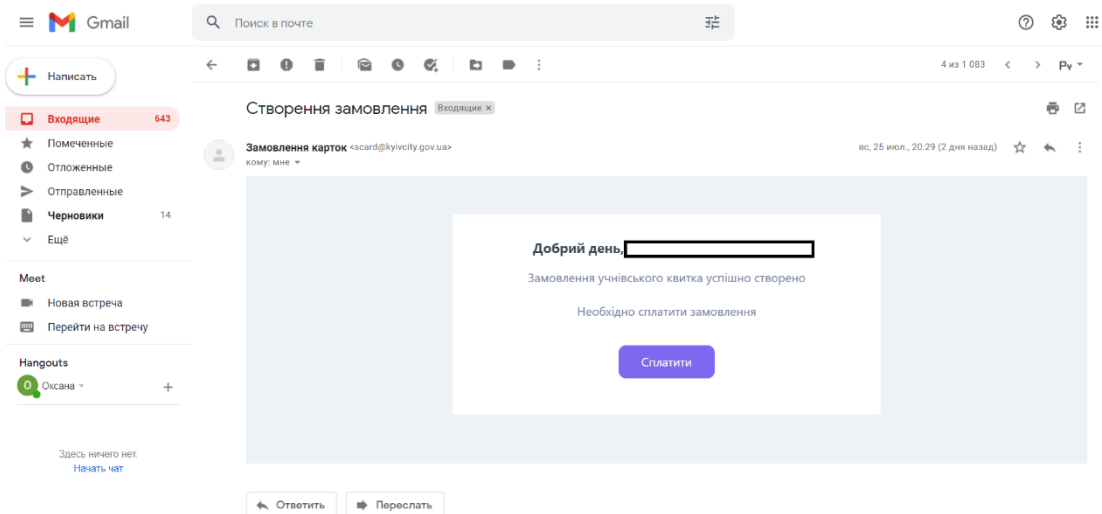 Gmail
Поиск в почте
Написать
4 из 1 083
Ру
Створення замовлення Входящие ×
Входящие 643
Помеченные
Замовлення карток <scard@kyivcity.gov.ua>
вс, 25 июл., 20:29 (2 дня назад)
кому: мне
Отложенные
Отправленные
Черновики 14
Ещё
Добрий день,
Замовлення учнівського квитка успішно створено
Необхідно сплатити замовлення
Сплатити
Meet
Новая встреча
Перейти на встречу
Hangouts
О Оксана
Здесь ничего нет.
Начать чат
Ответить
Переслать